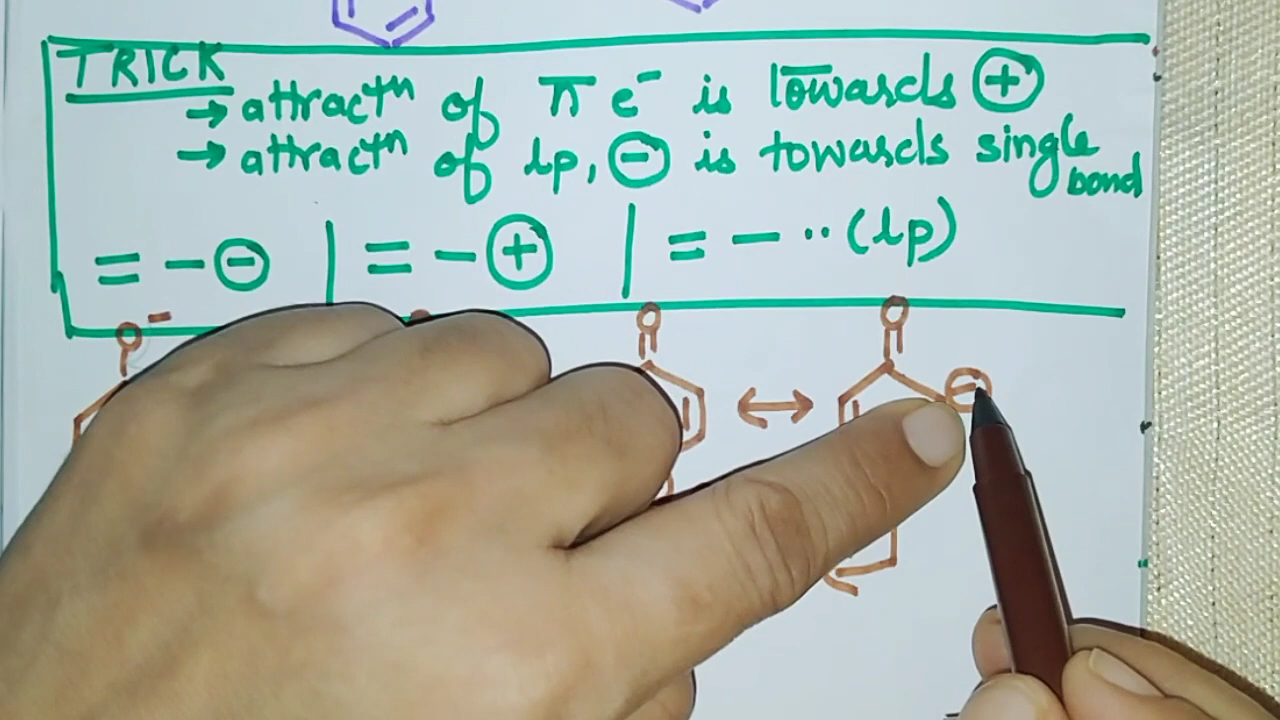 TRICK
→ attractⁿ of π e⁻ is towards ⊕
→ attractⁿ of lp, ⊖ is towards single bond
= - ⊖ | = - ⊕ | = - ·· (lp)
O⁻ O O
↔ ⊖